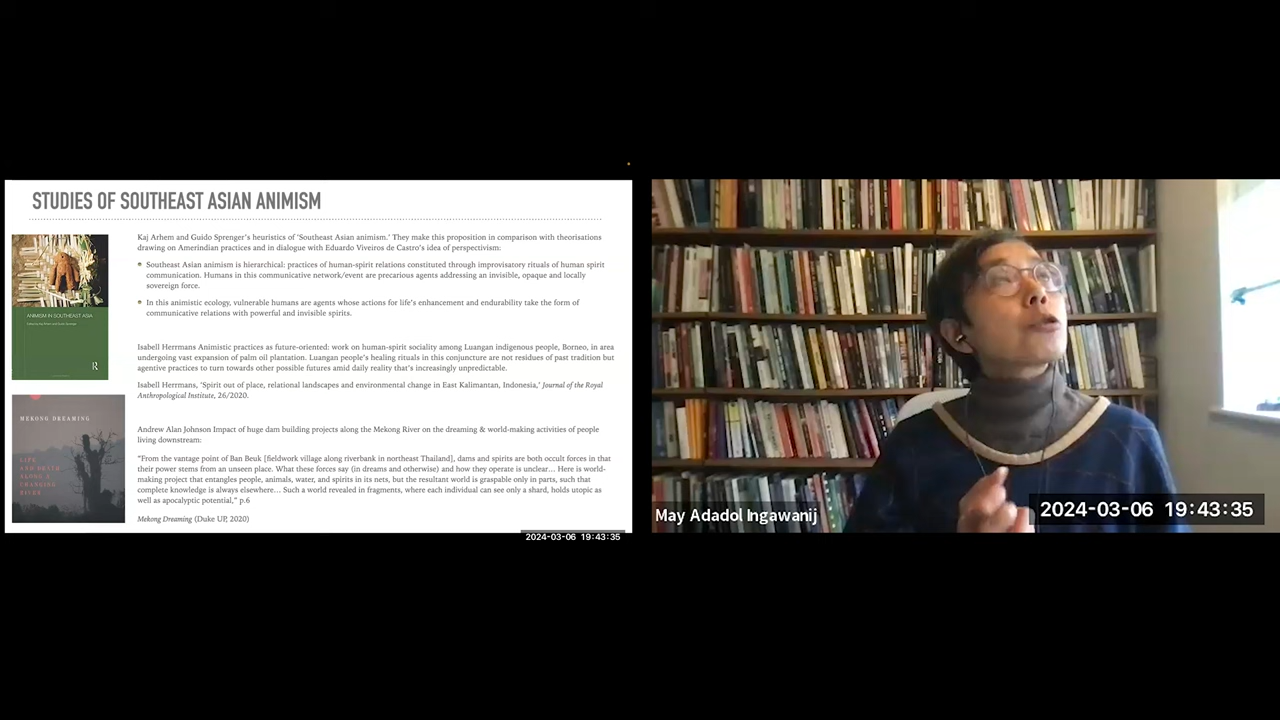 STUDIES OF SOUTHEAST ASIAN ANIMISM
Kaj Arhem and Guido Sprenger's heuristics of 'Southeast Asian animism.' They make this proposition in comparison with theorisations
drawing on Amerindian practices and in dialogue with Eduardo Viveiros de Castro's idea of perspectivism:
Southeast Asian animism is hierarchical: practices of human-spirit relations constituted through improvisatory rituals of human spirit
communication. Humans in this communicative network/event are precarious agents addressing an invisible, opaque and locally
sovereign force.
In this animistic ecology, vulnerable humans are agents whose actions for life's enhancement and endurability take the form of
communicative relations with powerful and invisible spirits.
ANIMISM IN SOUTHEAST ASIA
R
Isabell Herrmans Animistic practices as future-oriented: work on human-spirit sociality among Luangan indigenous people, Borneo, in area
undergoing vast expansion of palm oil plantation. Luangan people's healing rituals in this conjuncture are not residues of past tradition but
agentive practices to turn towards other possible futures amid daily reality that's increasingly unpredictable.
Isabell Herrmans, 'Spirit out of place, relational landscapes and environmental change in East Kalimantan, Indonesia,' Journal of the Royal
Anthropological Institute, 26/2020.
MEKONG DREAMING
LIFE
AND DEATH
ALONG A
CHANGING
RIVER
Andrew Alan Johnson Impact of huge dam building projects along the Mekong River on the dreaming & world-making activities of people
living downstream:
"From the vantage point of Ban Beuk [fieldwork village along riverbank in northeast Thailand], dams and spirits are both occult forces in that
their power stems from an unseen place. What these forces say (in dreams and otherwise) and how they operate is unclear… Here is world-
making project that entangles people, animals, water, and spirits in its nets, but the resultant world is graspable only in parts, such that
complete knowledge is always elsewhere… Such a world revealed in fragments, where each individual can see only a shard, holds utopic as
well as apocalyptic potential," p.6
Mekong Dreaming (Duke UP, 2020)
2024-03-06 19:43:35
May Adadol Ingawanij
2024-03-06 19:43:35